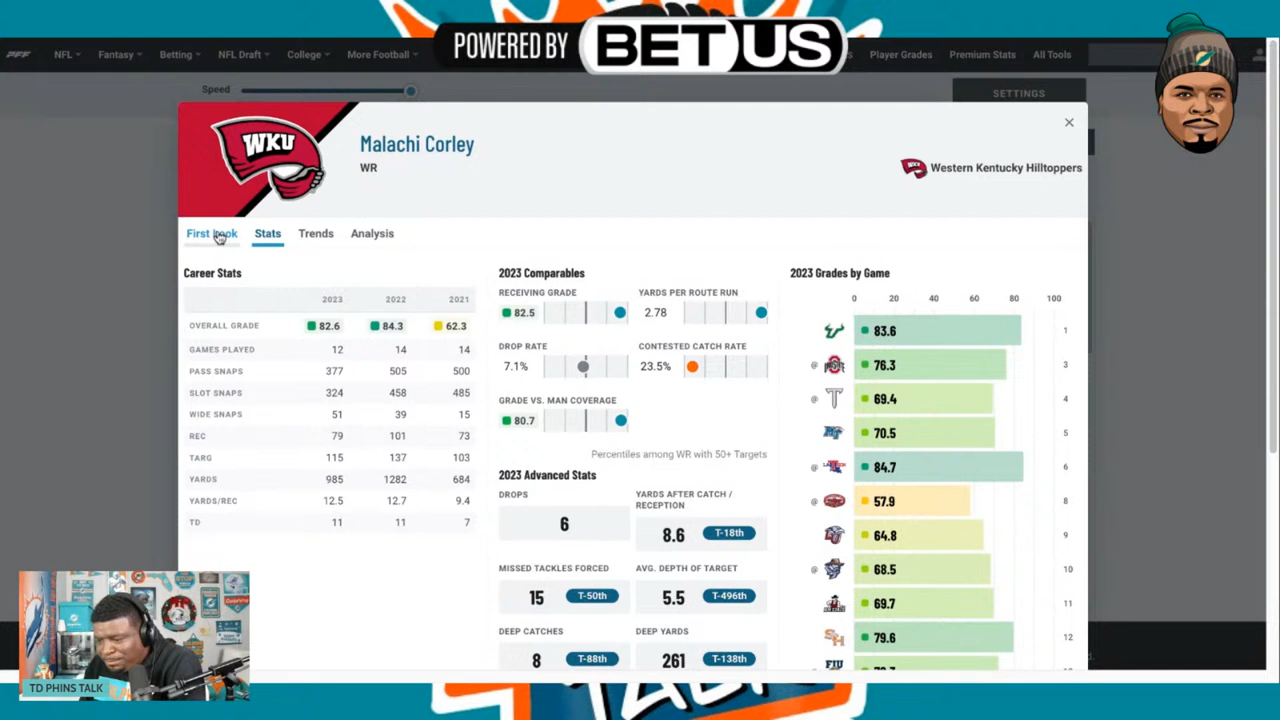 POWERED BY BETUS
PFF NFL Fantasy Betting NFL Draft College More Football Player Grades Premium Stats All Tools
Speed
SETTINGS
WKU
Malachi Corley
WR
Western Kentucky Hilltoppers
First Look Stats Trends Analysis
Career Stats
2023 2022 2021
OVERALL GRADE 82.6 84.3 62.3
GAMES PLAYED 12 14 14
PASS SNAPS 377 505 500
SLOT SNAPS 324 458 485
WIDE SNAPS 51 39 15
REC 79 101 73
TARG 115 137 103
YARDS 985 1282 684
YARDS/REC 12.5 12.7 9.4
TD 11 11 7
2023 Comparables
RECEIVING GRADE YARDS PER ROUTE RUN
82.5 2.78
DROP RATE CONTESTED CATCH RATE
7.1% 23.5%
GRADE VS. MAN COVERAGE
80.7
Percentiles among WR with 50+ Targets
2023 Advanced Stats
DROPS YARDS AFTER CATCH /
RECEPTION
6 8.6 T-18th
MISSED TACKLES FORCED AVG. DEPTH OF TARGET
15 T-50th 5.5 T-496th
DEEP CATCHES DEEP YARDS
8 T-88th 261 T-138th
2023 Grades by Game
0 20 40 60 80 100
83.6 1
@ 76.3 3
@ 69.4 4
70.5 5
@ 84.7 6
@ 57.9 8
64.8 9
@ 68.5 10
69.7 11
79.6 12
FIU
TD PHINS TALK
TALK